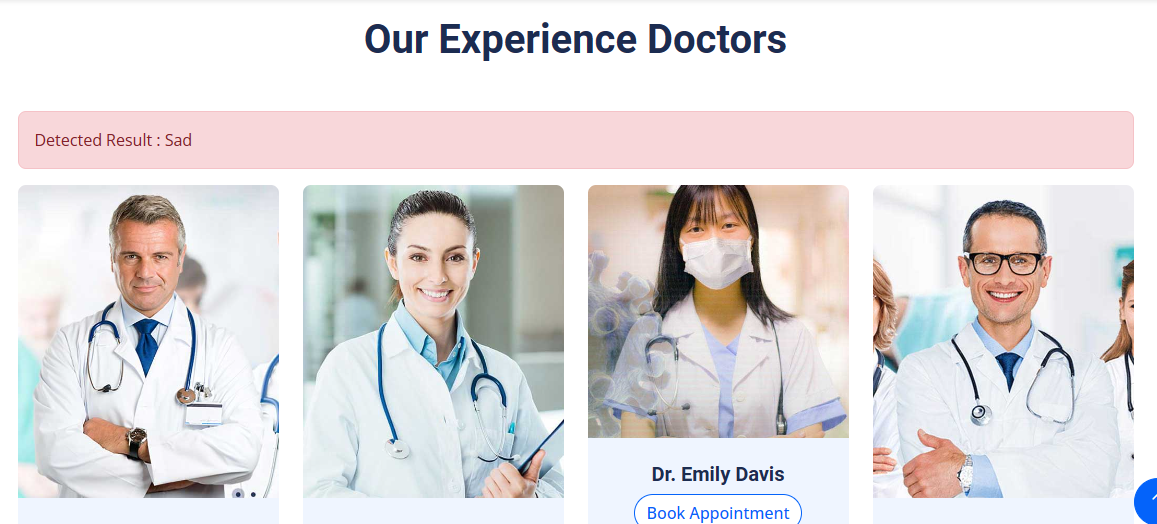 Our Experience Doctors
Detected Result : Sad
Dr. Emily Davis
Book Appointment